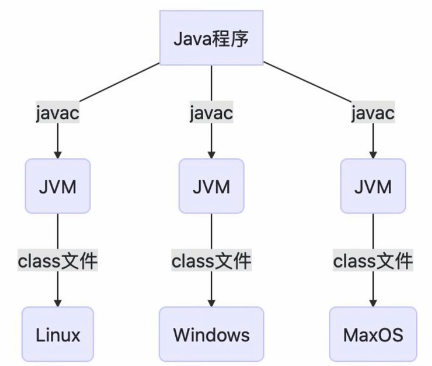 Java程序
javac
javac
javac
JVM
JVM
JVM
class文件
class文件
class文件
Linux
Windows
MaxOS